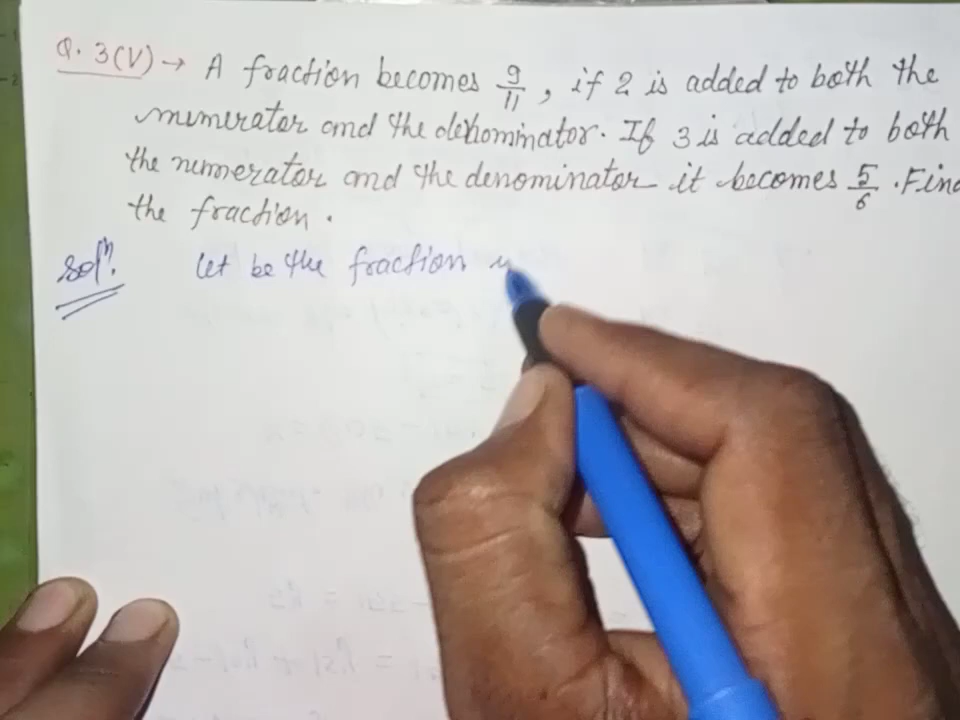 Q. 3(V) → A fraction becomes 9/11, if 2 is added to both the
numerator and the denominator. If 3 is added to both
the numerator and the denominator it becomes 5/6. Find
the fraction.
Solⁿ. Let be the fraction